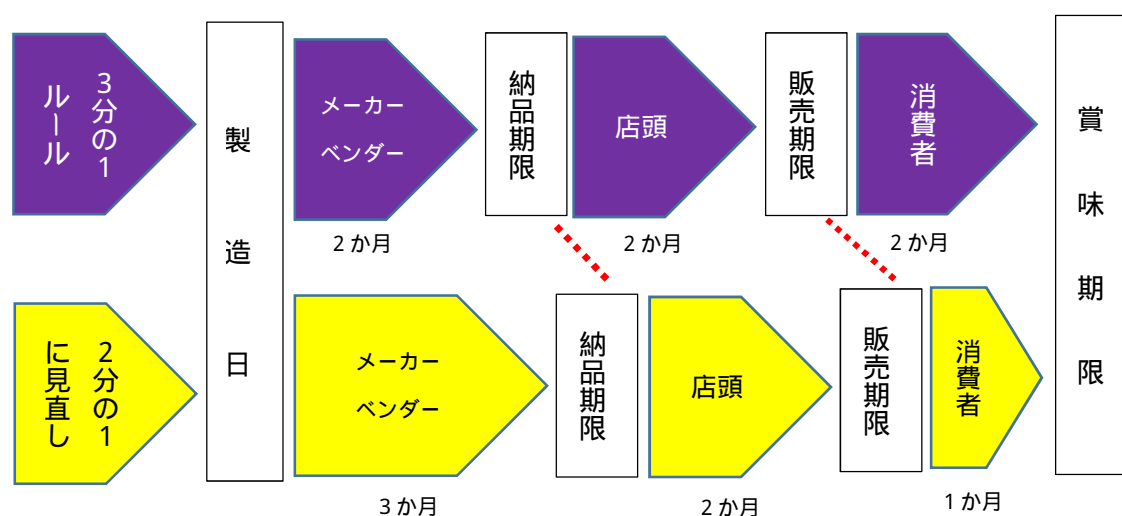 3分の1
ルール
製造日
メーカー
ベンダー
2か月
納品期限
店頭
2か月
販売期限
消費者
2か月
賞味期限
2分の1
に見直し
メーカー
ベンダー
3か月
納品期限
店頭
2か月
販売期限
消費者
1か月